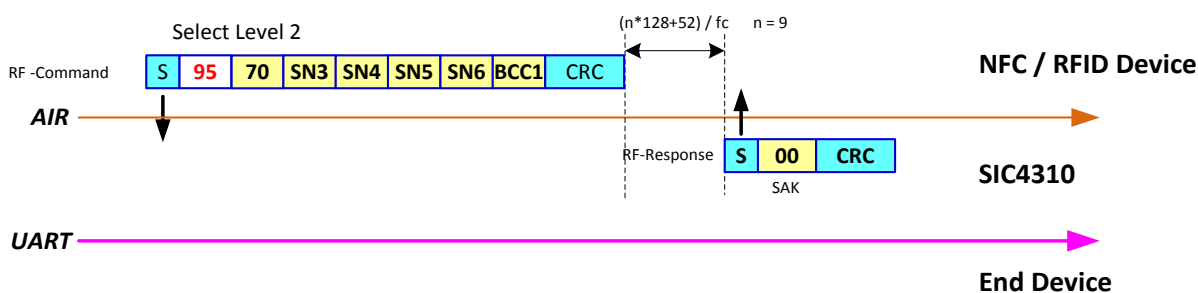 (n*128+52) / fc n = 9
Select Level 2
RF -Command S 95 70 SN3 SN4 SN5 SN6 BCC1 CRC
NFC / RFID Device
AIR
RF-Response S 00 CRC
SIC4310
SAK
UART
End Device